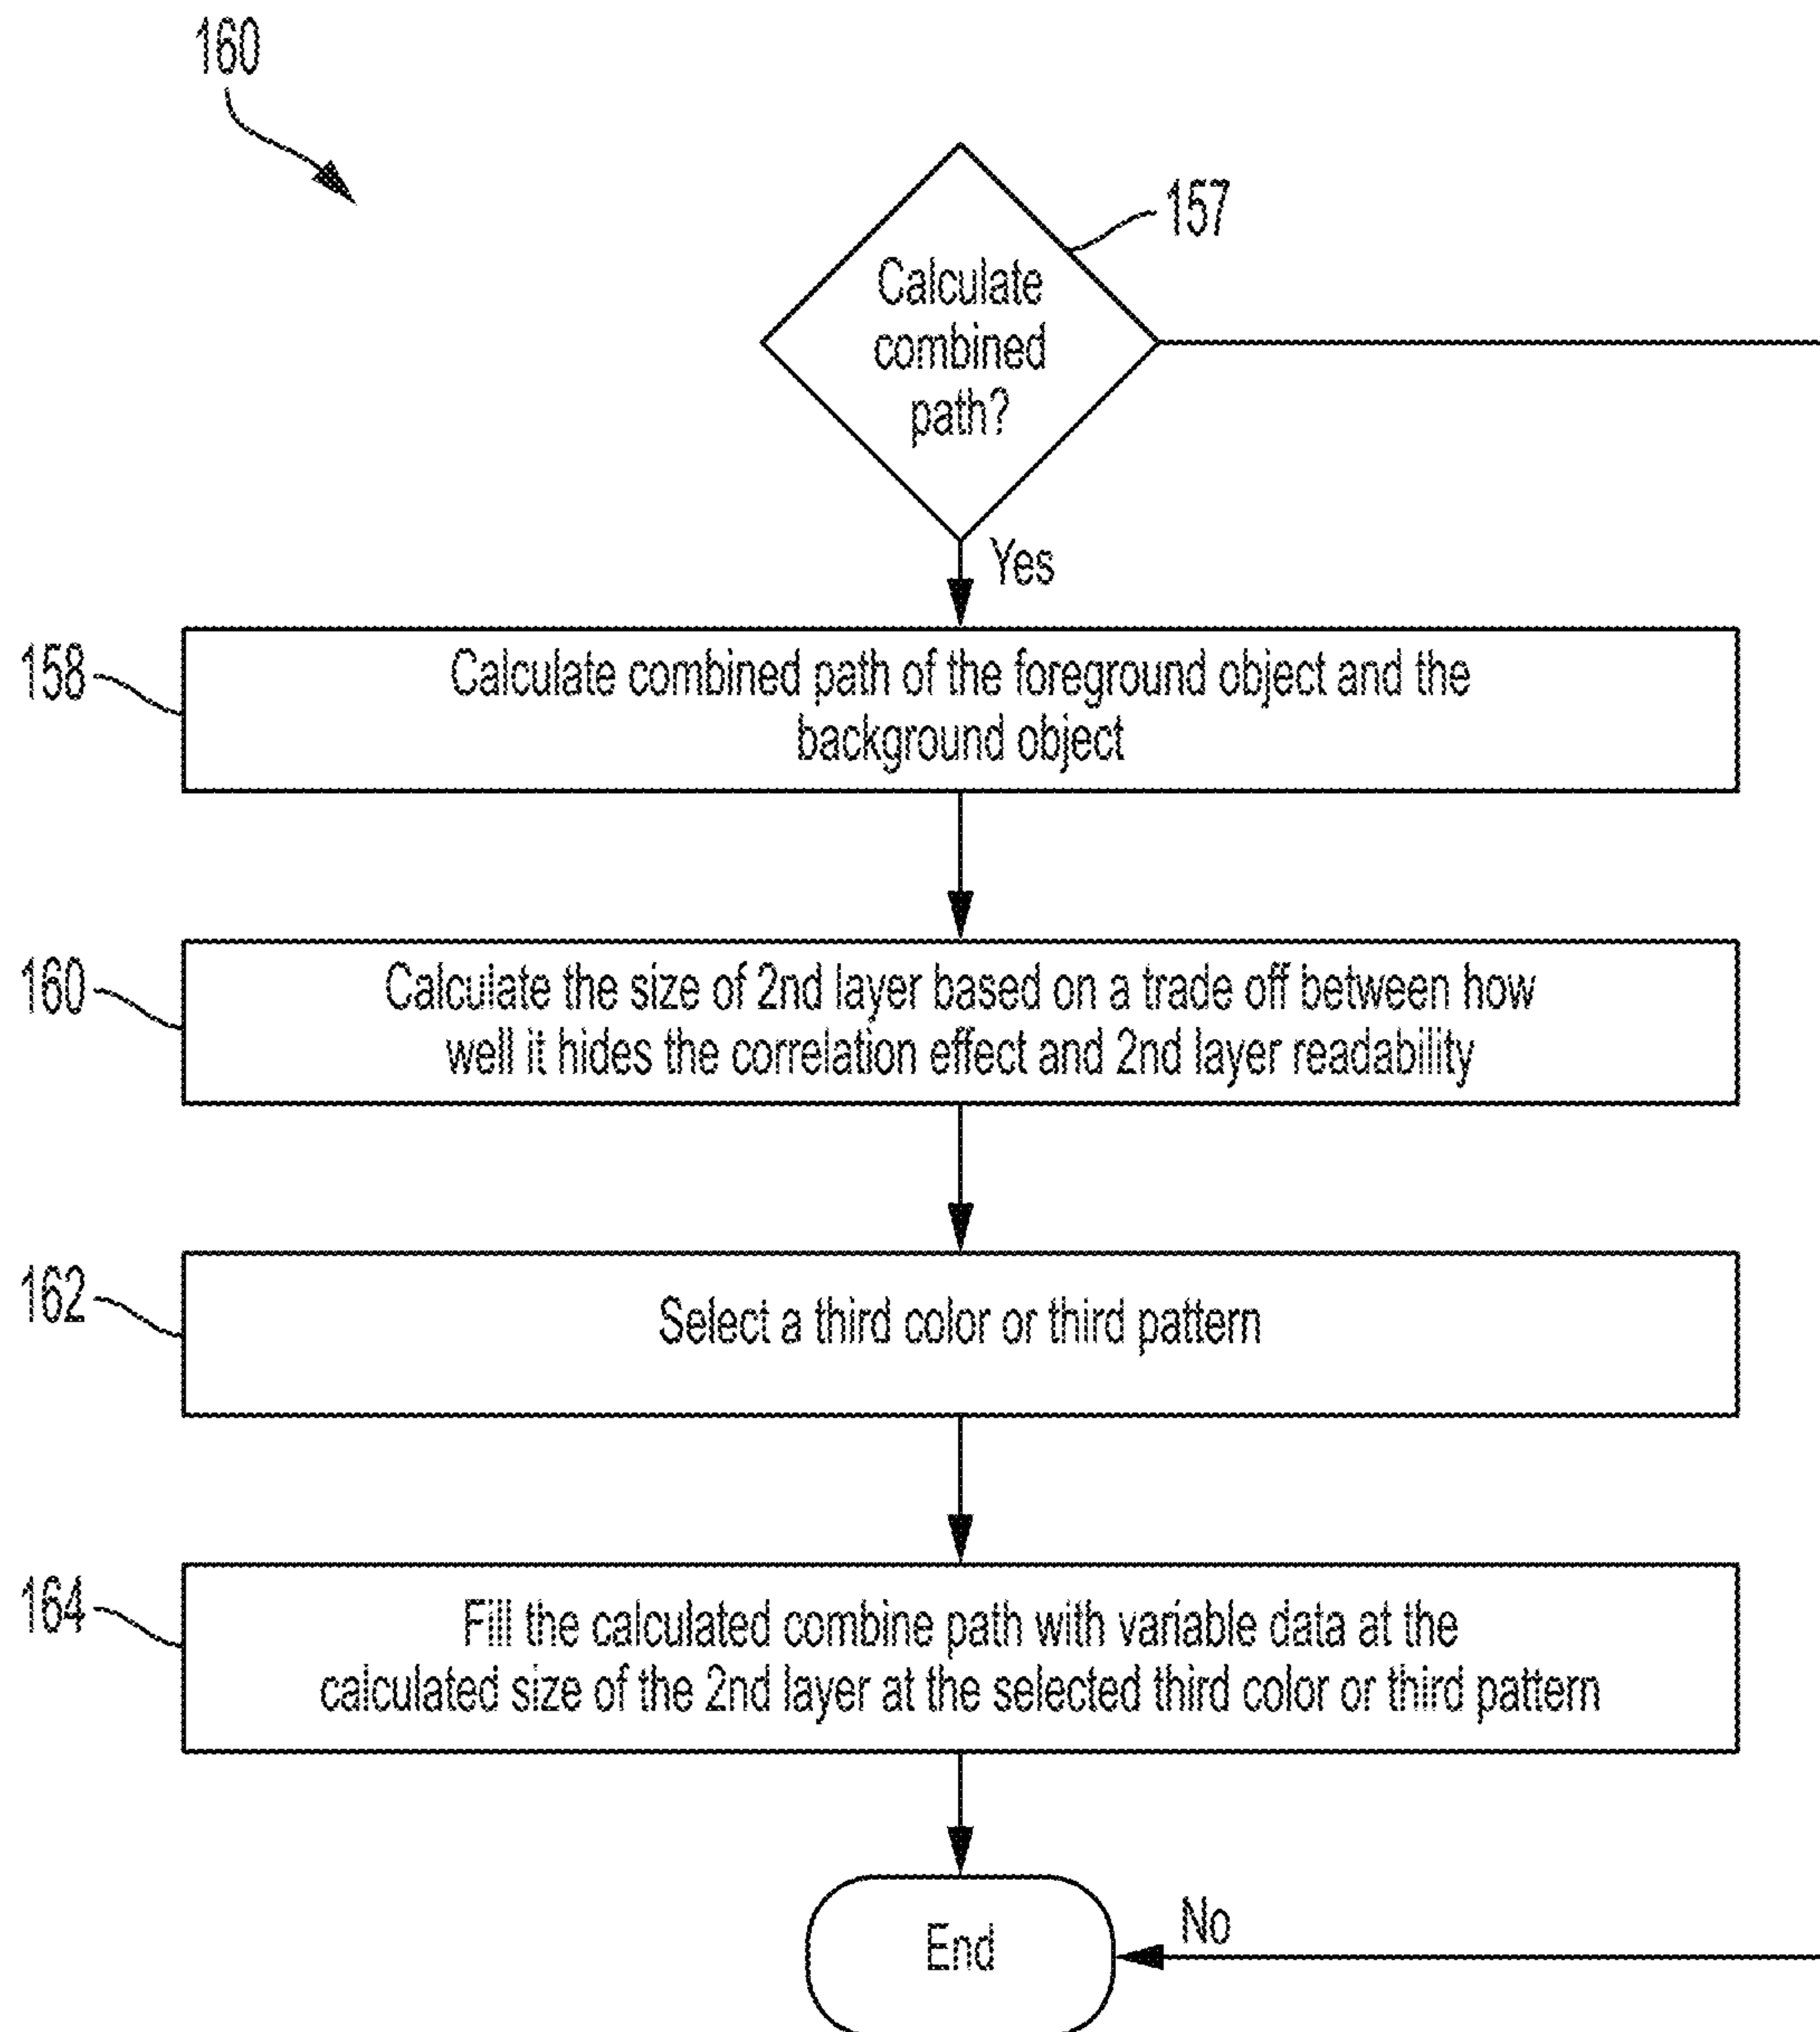 160
157
Calculate
combined
path?
Yes
158
Calculate combined path of the foreground object and the
background object
160
Calculate the size of 2nd layer based on a trade off between how
well it hides the correlation effect and 2nd layer readability
162
Select a third color or third pattern
164
Fill the calculated combine path with variable data at the
calculated size of the 2nd layer at the selected third color or third pattern
End
No